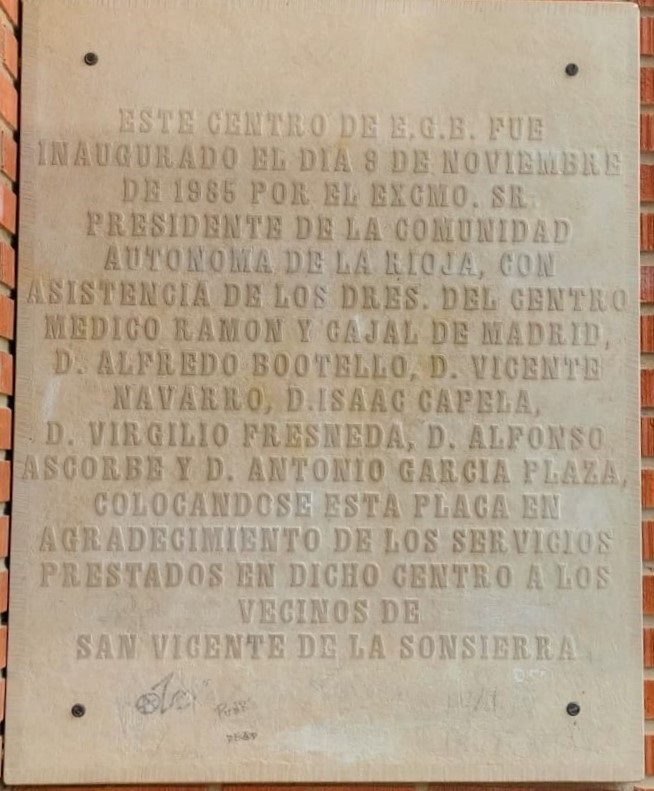 ESTE CENTRO DE E.G.B. FUE
INAUGURADO EL DIA 9 DE NOVIEMBRE
DE 1985 POR EL EXCMO. SR.
PRESIDENTE DE LA COMUNIDAD
AUTONOMA DE LA RIOJA, CON
ASISTENCIA DE LOS DRES. DEL CENTRO
MEDICO RAMON Y CAJAL DE MADRID,
D. ALFREDO BOOTELLO, D. VICENTE
NAVARRO, D.ISAAC CAPELA,
D. VIRGILIO FRESNEDA, D. ALFONSO
ASCORBE Y D. ANTONIO GARCIA PLAZA,
COLOCANDOSE ESTA PLACA EN
AGRADECIMIENTO DE LOS SERVICIOS
PRESTADOS EN DICHO CENTRO A LOS
VECINOS DE
SAN VICENTE DE LA SONSIERRA